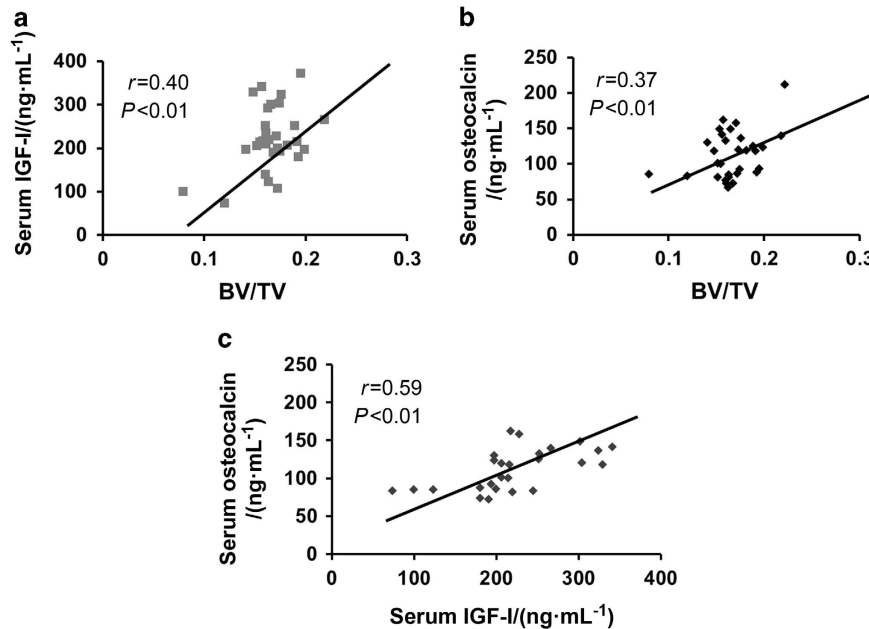 a
Serum IGF-I/(ng·mL⁻¹)
400
300
200
100
0
r=0.40
P<0.01
0
0.1
0.2
0.3
BV/TV
b
Serum osteocalcin
/(ng·mL⁻¹)
250
200
150
100
50
0
r=0.37
P<0.01
0
0.1
0.2
0.3
BV/TV
c
Serum osteocalcin
/(ng·mL⁻¹)
250
200
150
100
50
0
r=0.59
P<0.01
0
100
200
300
400
Serum IGF-I/(ng·mL⁻¹)